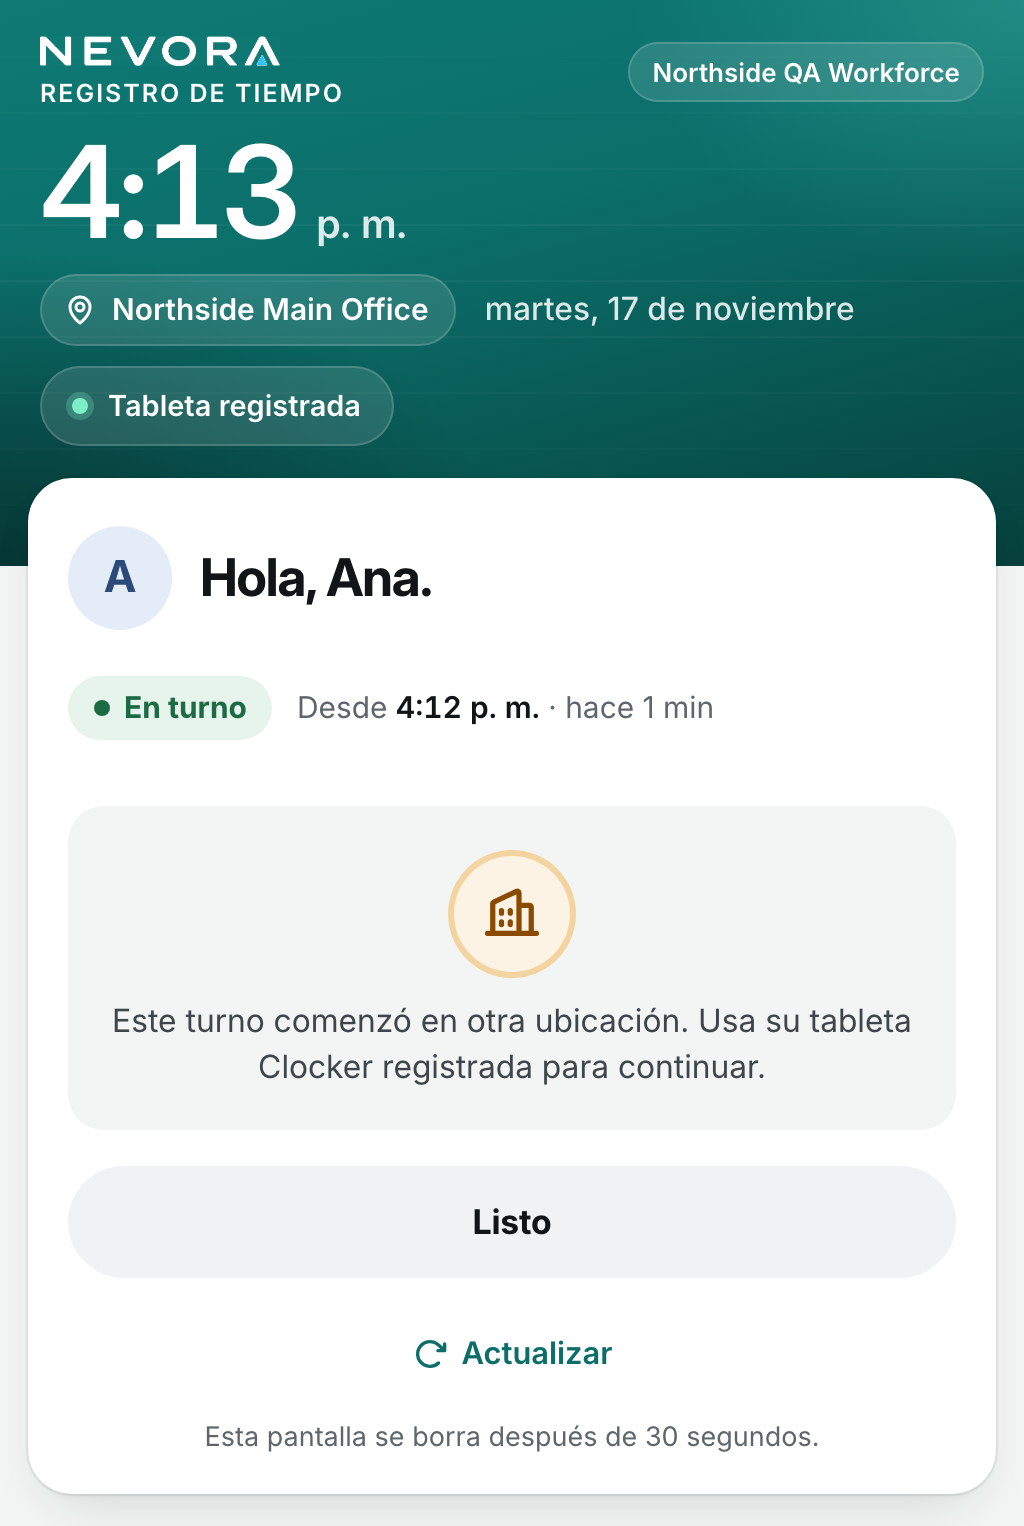 NEVORA
REGISTRO DE TIEMPO
Northside QA Workforce
4:13 p. m.
Northside Main Office
martes, 17 de noviembre
Tableta registrada
A
Hola, Ana.
En turno
Desde 4:12 p. m. · hace 1 min
Este turno comenzó en otra ubicación. Usa su tableta
Clocker registrada para continuar.
Listo
Actualizar
Esta pantalla se borra después de 30 segundos.